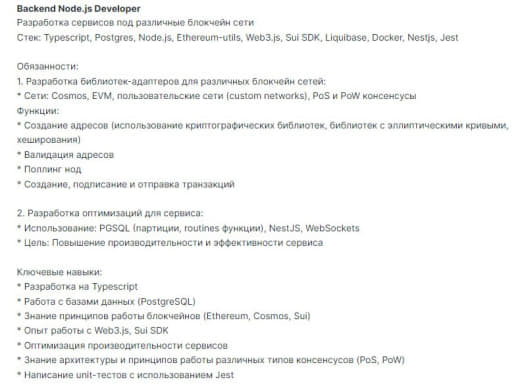 Backend Node.js Developer
Разработка сервисов под различные блокчейн сети
Стек: Typescript, Postgres, Node.js, Ethereum-utils, Web3.js, Sui SDK, Liquibase, Docker, Nestjs, Jest
Обязанности:
1. Разработка библиотек-адаптеров для различных блокчейн сетей:
* Сети: Cosmos, EVM, пользовательские сети (custom networks), PoS и PoW консенсусы
Функции:
* Создание адресов (использование криптографических библиотек, библиотек с эллиптическими кривыми,
хеширования)
* Валидация адресов
* Поллинг нод
* Создание, подписание и отправка транзакций
2. Разработка оптимизаций для сервиса:
* Использование: PGSQL (партиции, routines функции), NestJS, WebSockets
* Цель: Повышение производительности и эффективности сервиса
Ключевые навыки:
* Разработка на Typescript
* Работа с базами данных (PostgreSQL)
* Знание принципов работы блокчейнов (Ethereum, Cosmos, Sui)
* Опыт работы с Web3.js, Sui SDK
* Оптимизация производительности сервисов
* Знание архитектуры и принципов работы различных типов консенсусов (PoS, PoW)
* Написание unit-тестов с использованием Jest